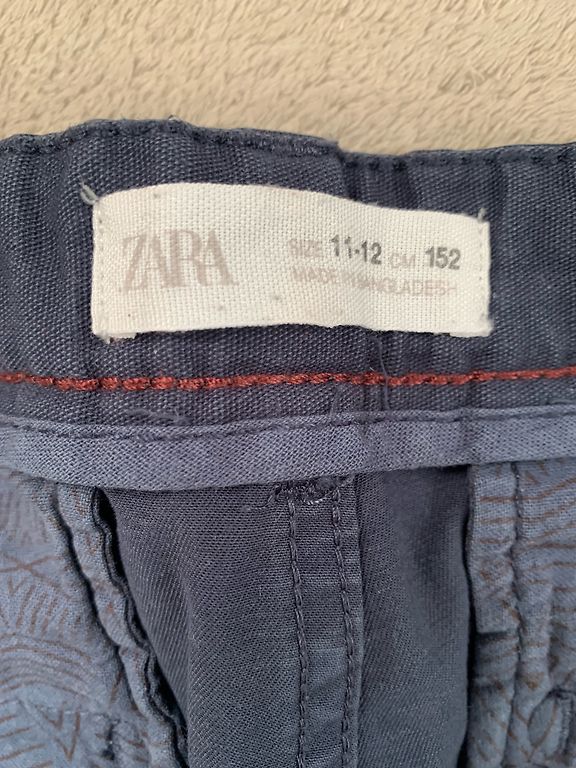 ZARA
SIZE 11-12 CM 152
MADE IN BANGLADESH